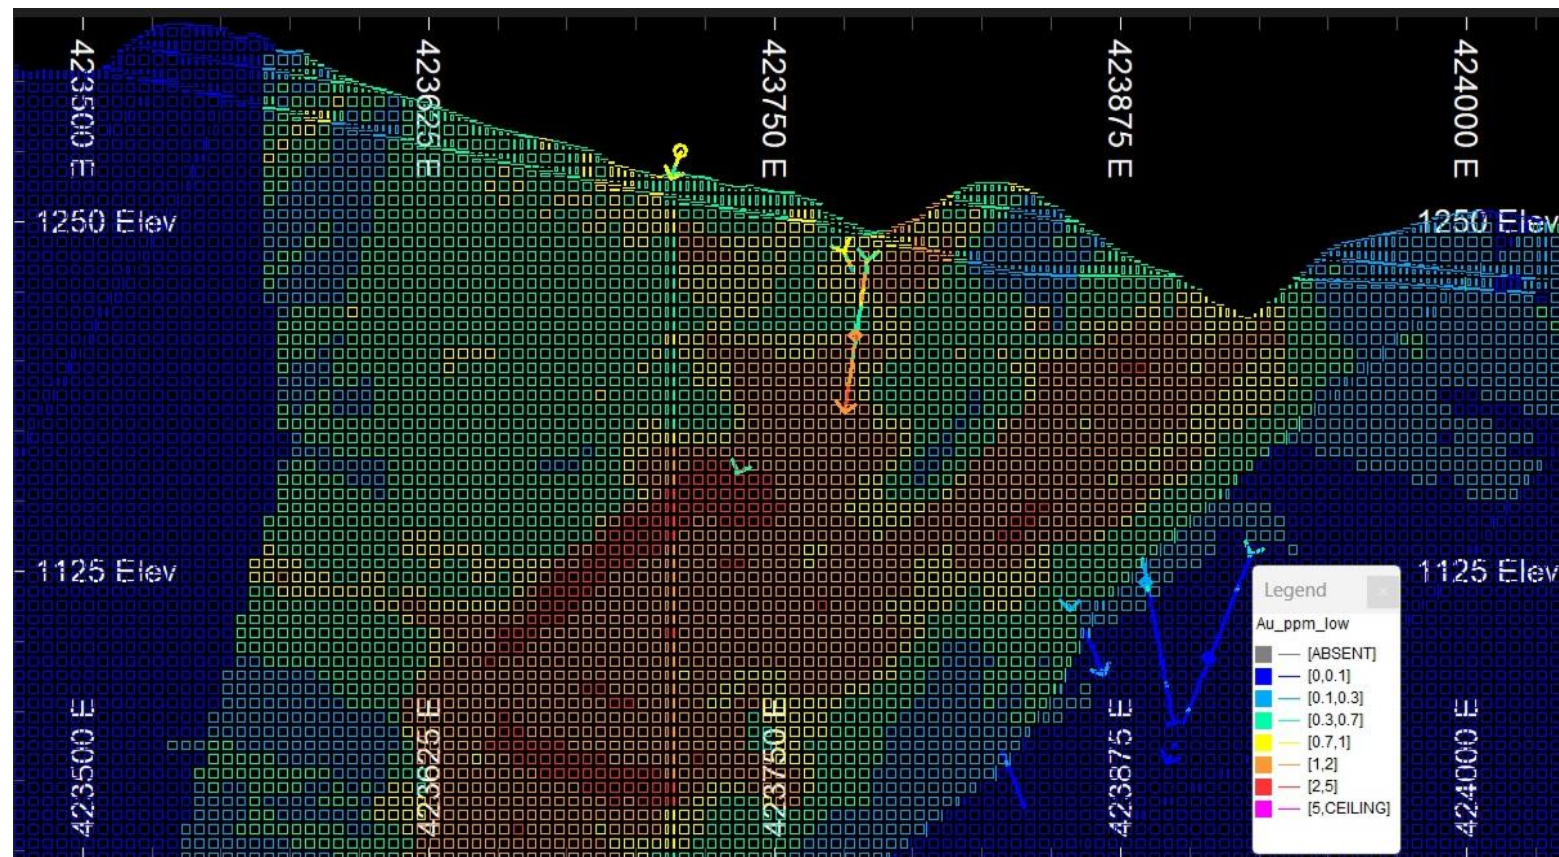 423500 E
423625 E
423750 E
423875 E
424000 E
1250 Elev
1250 Elev
1125 Elev
1125 Elev
Legend
Au_ppm_low
[ABSENT]
[0,0.1]
[0.1,0.3]
[0.3,0.7]
[0.7,1]
[1,2]
[2,5]
[5,CEILING]
423500 E
423625 E
423750 E
423875 E
424000 E